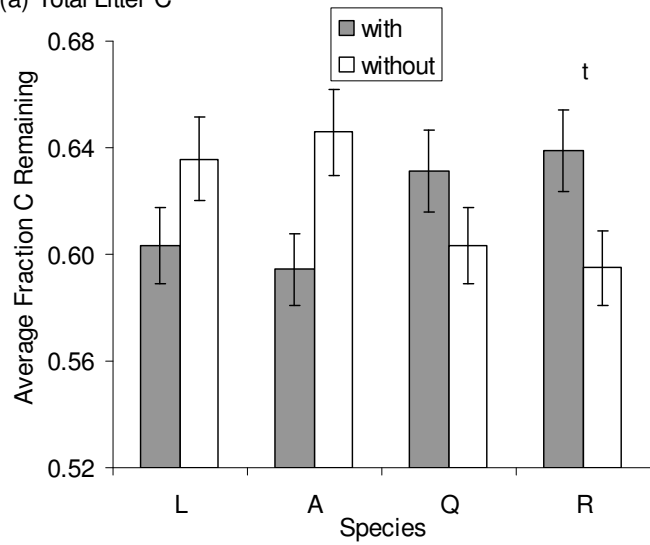 (a) Total Litter C
with
without
t
Average Fraction C Remaining
0.68
0.64
0.60
0.56
0.52
L A Q R
Species